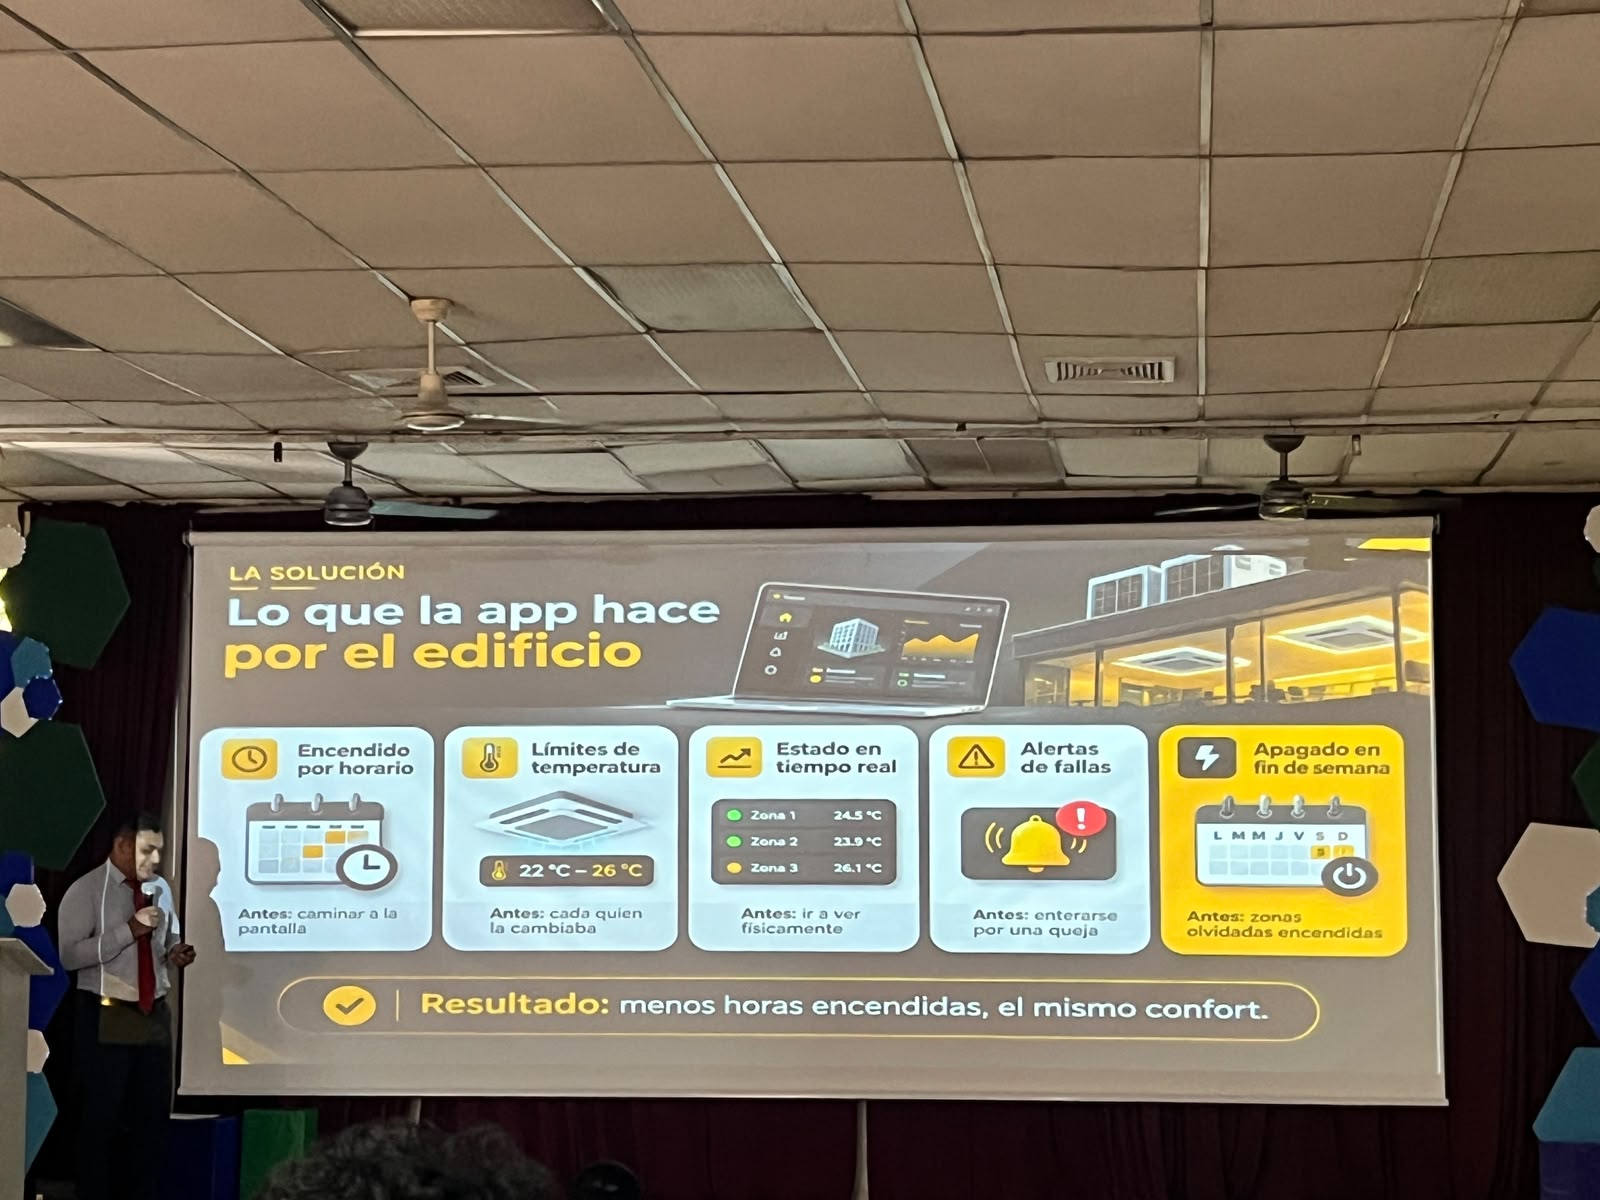 LA SOLUCIÓN
Lo que la app hace
por el edificio
Encendido
por horario
Antes: caminar a la
pantalla
Límites de
temperatura
22 °C – 26 °C
Antes: cada quien
la cambiaba
Estado en
tiempo real
Zona 1 24.5 °C
Zona 2 23.9 °C
Zona 3 26.1 °C
Antes: ir a ver
físicamente
Alertas
de fallas
!
Antes: enterarse
por una queja
Apagado en
fin de semana
L M M J V S D
Antes: zonas
olvidadas encendidas
Resultado: menos horas encendidas, el mismo confort.